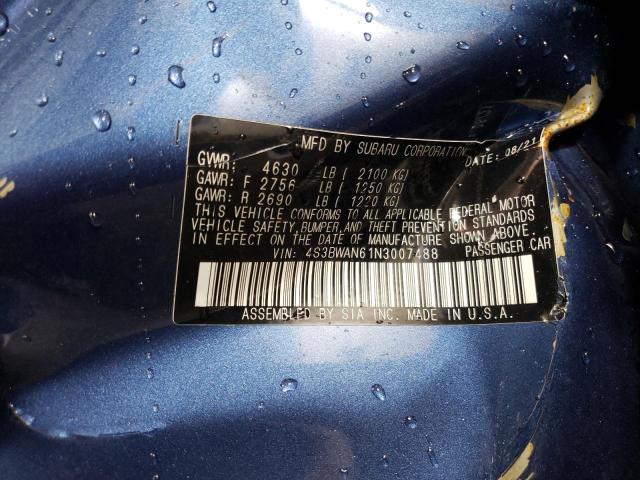 MFD BY SUBARU CORPORATION
DATE: 08/21
GVWR: 4630 LB ( 2100 KG)
GAWR: F 2756 LB ( 1250 KG)
GAWR: R 2690 LB ( 1220 KG)
THIS VEHICLE CONFORMS TO ALL APPLICABLE FEDERAL MOTOR
VEHICLE SAFETY, BUMPER, AND THEFT PREVENTION STANDARDS
IN EFFECT ON THE DATE OF MANUFACTURE SHOWN ABOVE.
VIN: 4S3BWAN61N3007488 PASSENGER CAR
ASSEMBLED BY SIA INC. MADE IN U.S.A.